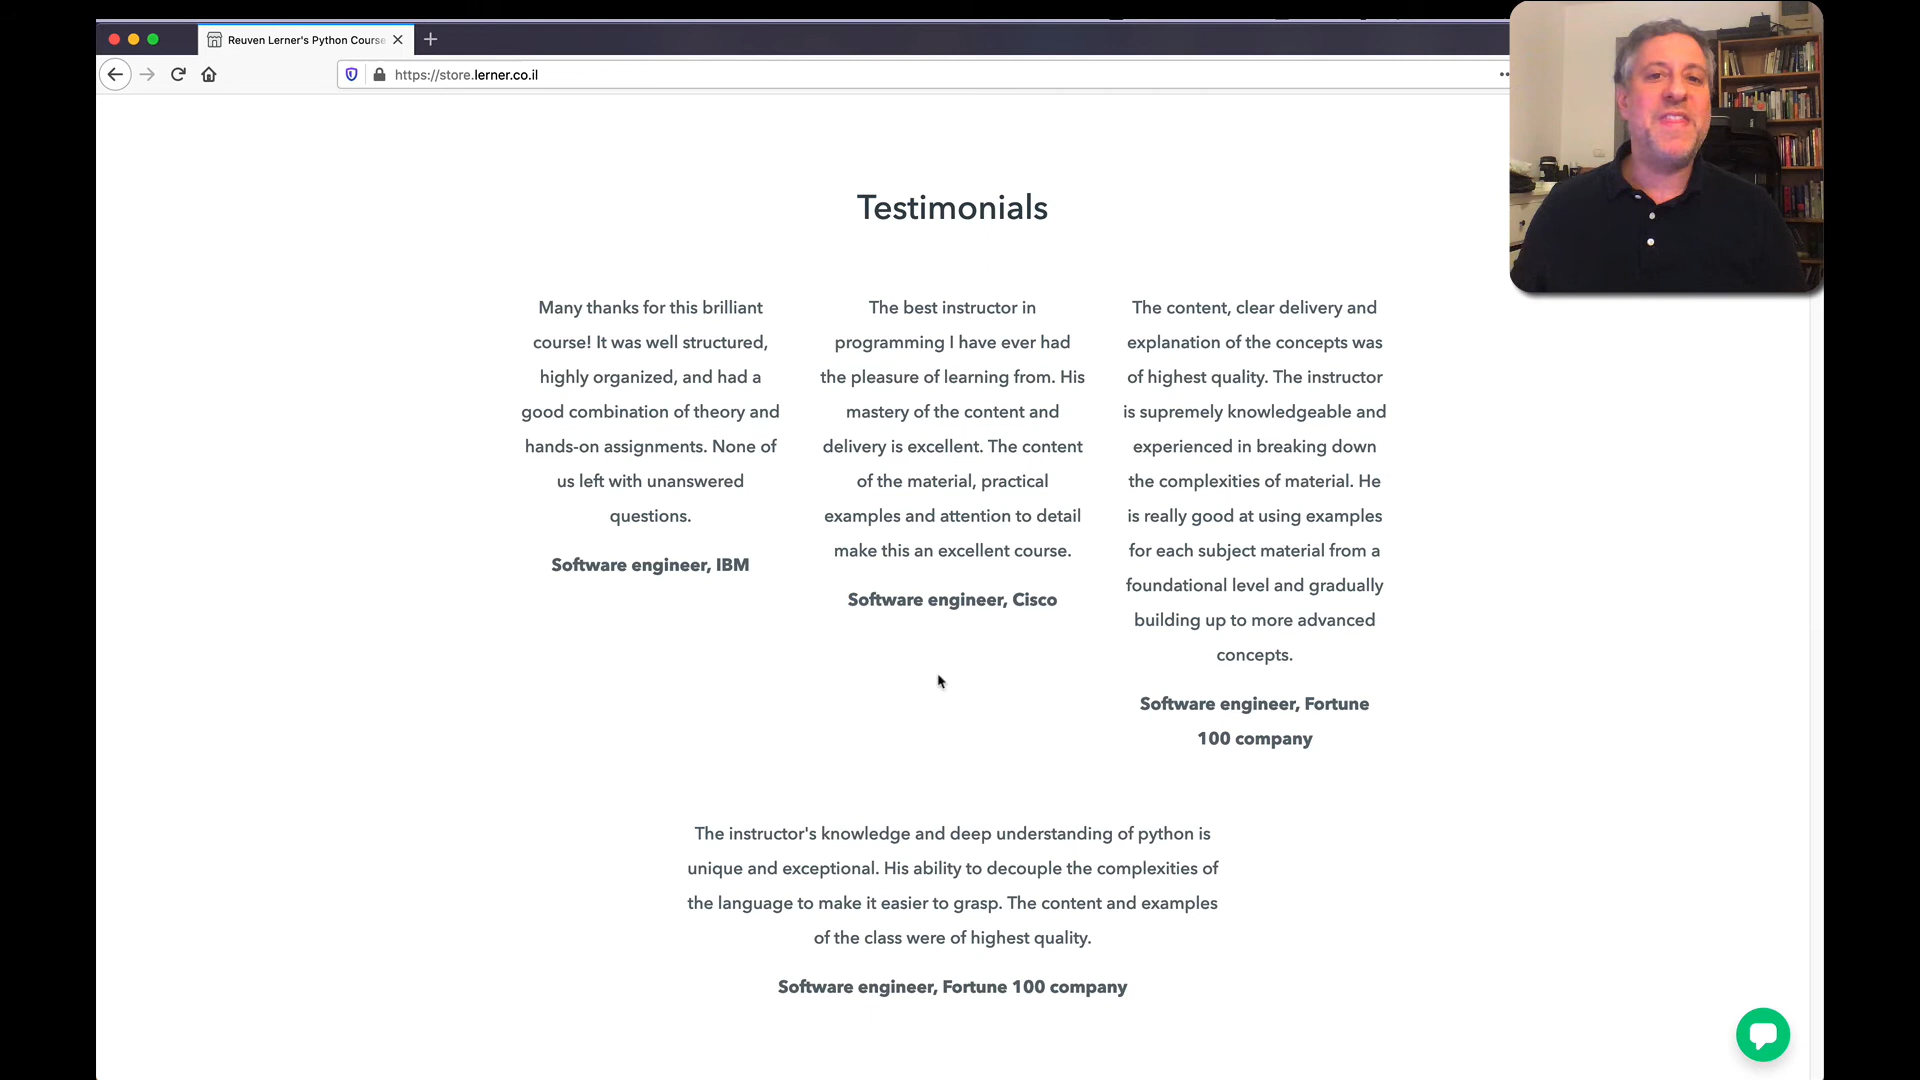 Reuven Lerner's Python Course
https://store.lerner.co.il
Testimonials
Many thanks for this brilliant
course! It was well structured,
highly organized, and had a
good combination of theory and
hands-on assignments. None of
us left with unanswered
questions.
Software engineer, IBM
The best instructor in
programming I have ever had
the pleasure of learning from. His
mastery of the content and
delivery is excellent. The content
of the material, practical
examples and attention to detail
make this an excellent course.
Software engineer, Cisco
The content, clear delivery and
explanation of the concepts was
of highest quality. The instructor
is supremely knowledgeable and
experienced in breaking down
the complexities of material. He
is really good at using examples
for each subject material from a
foundational level and gradually
building up to more advanced
concepts.
Software engineer, Fortune
100 company
The instructor's knowledge and deep understanding of python is
unique and exceptional. His ability to decouple the complexities of
the language to make it easier to grasp. The content and examples
of the class were of highest quality.
Software engineer, Fortune 100 company